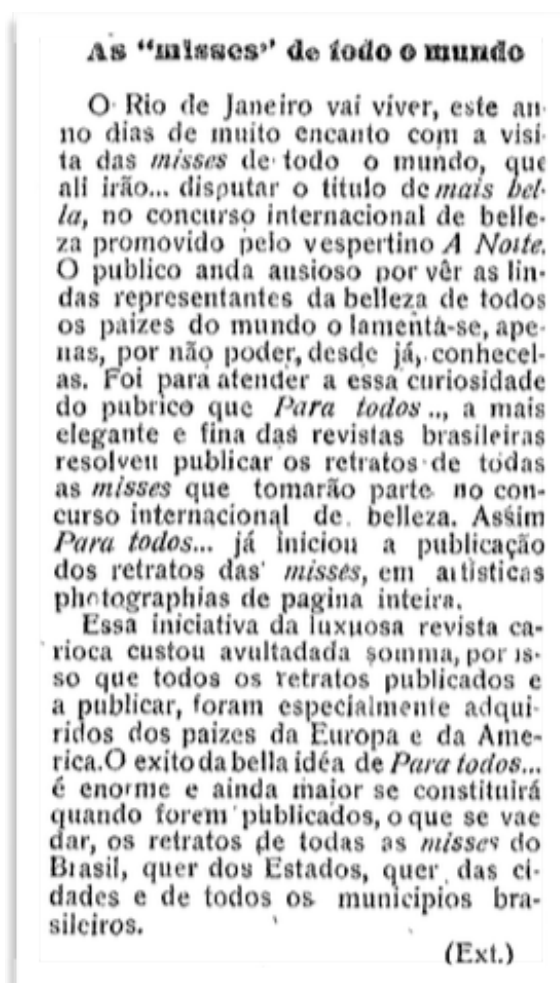 As "misses" de todo o mundo
O Rio de Janeiro vai viver, este an-
no dias de muito encanto com a visi-
ta das misses de todo o mundo, que
ali irão... disputar o titulo de mais bel-
la, no concurso internacional de belle-
za promovido pelo vespertino A Noite.
O publico anda ansioso por vêr as lin-
das representantes da belleza de todos
os paizes do mundo o lamentà-se, ape-
nas, por não poder, desde já, conhecel-
as. Foi para atender a essa curiosidade
do pubrico que Para todos.., a mais
elegante e fina das revistas brasileiras
resolveu publicar os retratos de todas
as misses que tomarão parte no con-
curso internacional de belleza. Assim
Para todos... já iniciou a publicação
dos retratos das misses, em artisticas
photographias de pagina inteira.
Essa iniciativa da luxuosa revista ca-
rioca custou avultadada somma, por is-
so que todos os retratos publicados e
a publicar, foram especialmente adqui-
ridos dos paizes da Europa e da Ame-
rica.O exito da bella idéa de Para todos...
é enorme e ainda maior se constituirá
quando forem publicados, o que se vae
dar, os retratos de todas as misses do
Brasil, quer dos Estados, quer das ci-
dades e de todos os municipios bra-
sileiros.
(Ext.)